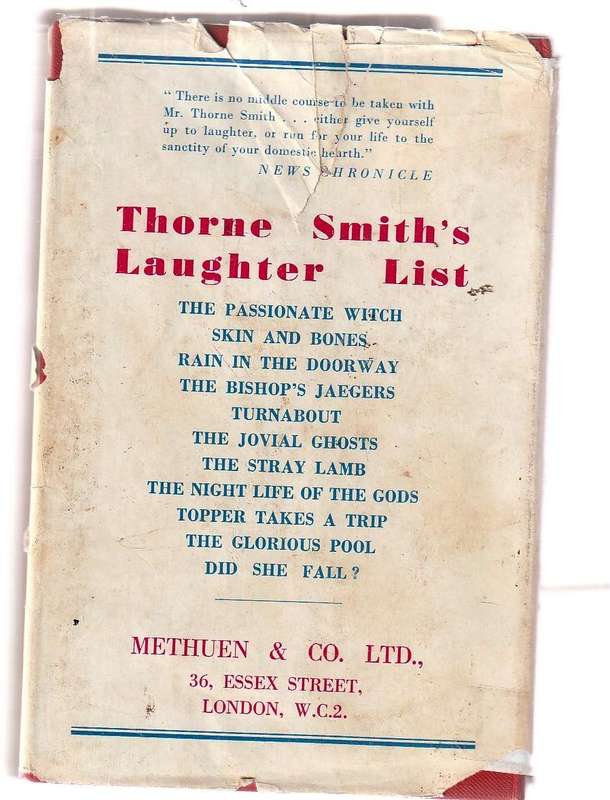 “There is no middle course to be taken with
Mr. Thorne Smith . . . either give yourself
up to laughter, or run for your life to the
sanctity of your domestic hearth.”
NEWS CHRONICLE
Thorne Smith's
Laughter List
THE PASSIONATE WITCH
SKIN AND BONES
RAIN IN THE DOORWAY
THE BISHOP'S JAEGERS
TURNABOUT
THE JOVIAL GHOSTS
THE STRAY LAMB
THE NIGHT LIFE OF THE GODS
TOPPER TAKES A TRIP
THE GLORIOUS POOL
DID SHE FALL?
METHUEN & CO. LTD.,
36, ESSEX STREET,
LONDON, W.C.2.